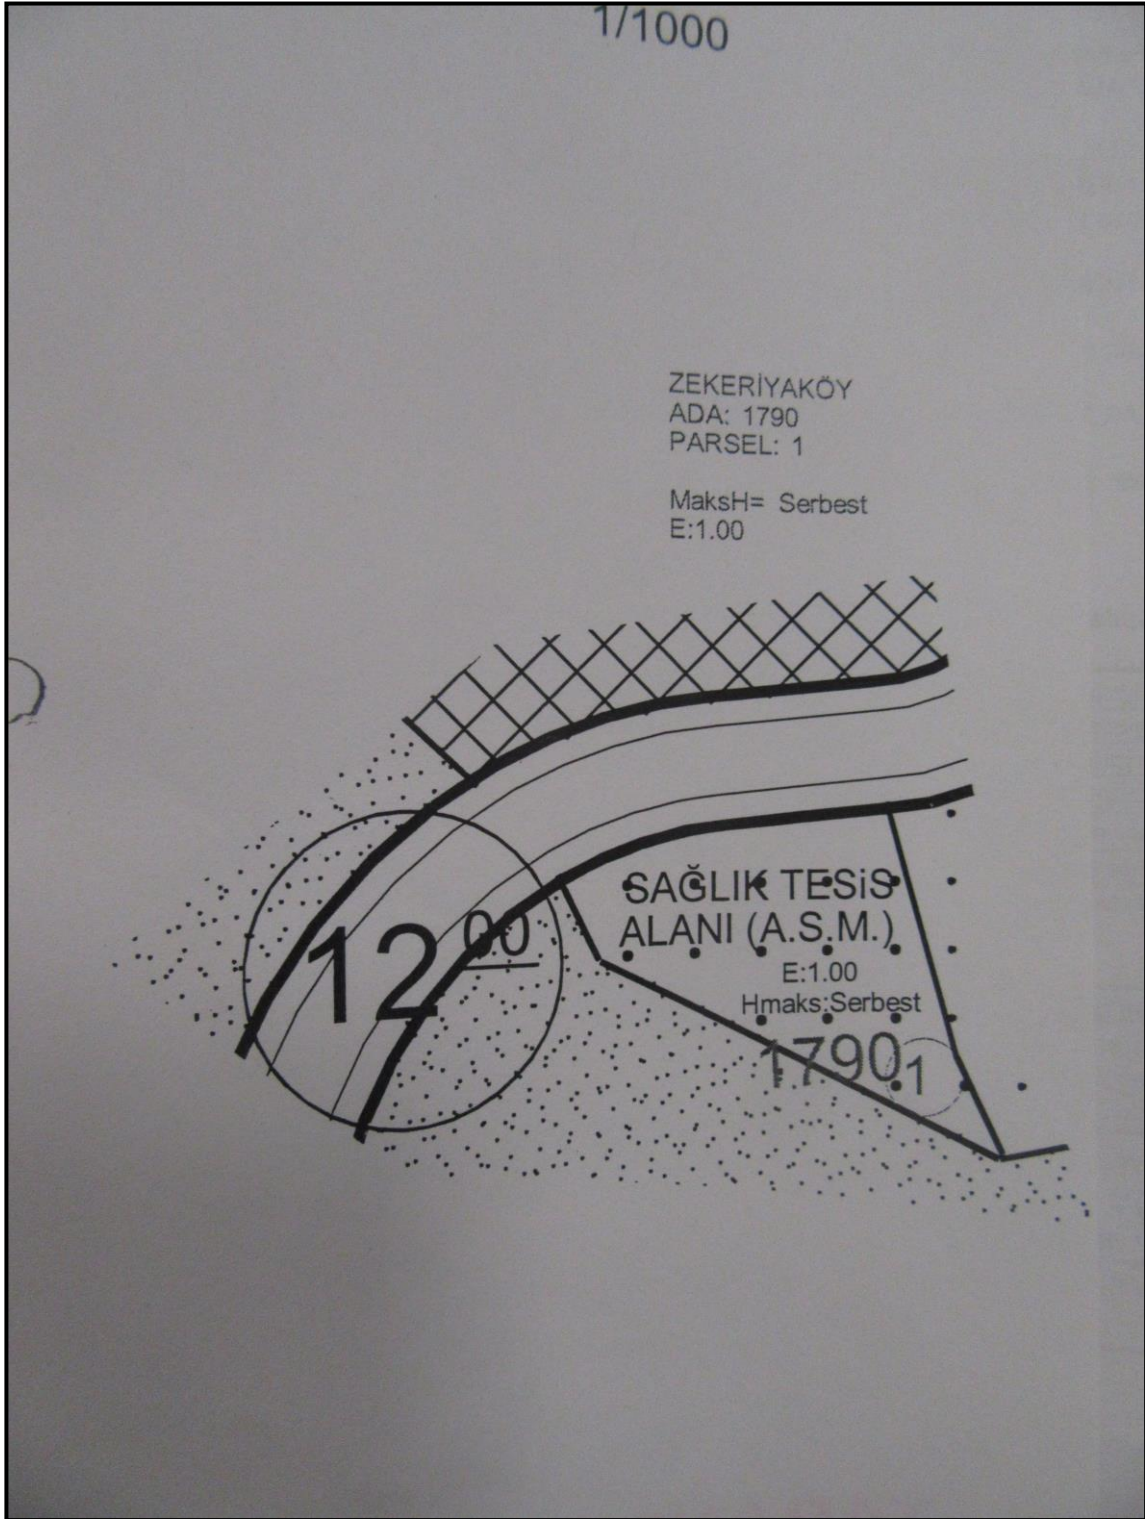 1/1000
ZEKERİYAKÖY
ADA: 1790
PARSEL: 1
MaksH= Serbest
E:1.00
SAĞLIK TESiS
ALANI (A.S.M.)
E:1.00
Hmaks:Serbest
12 00
1790 1